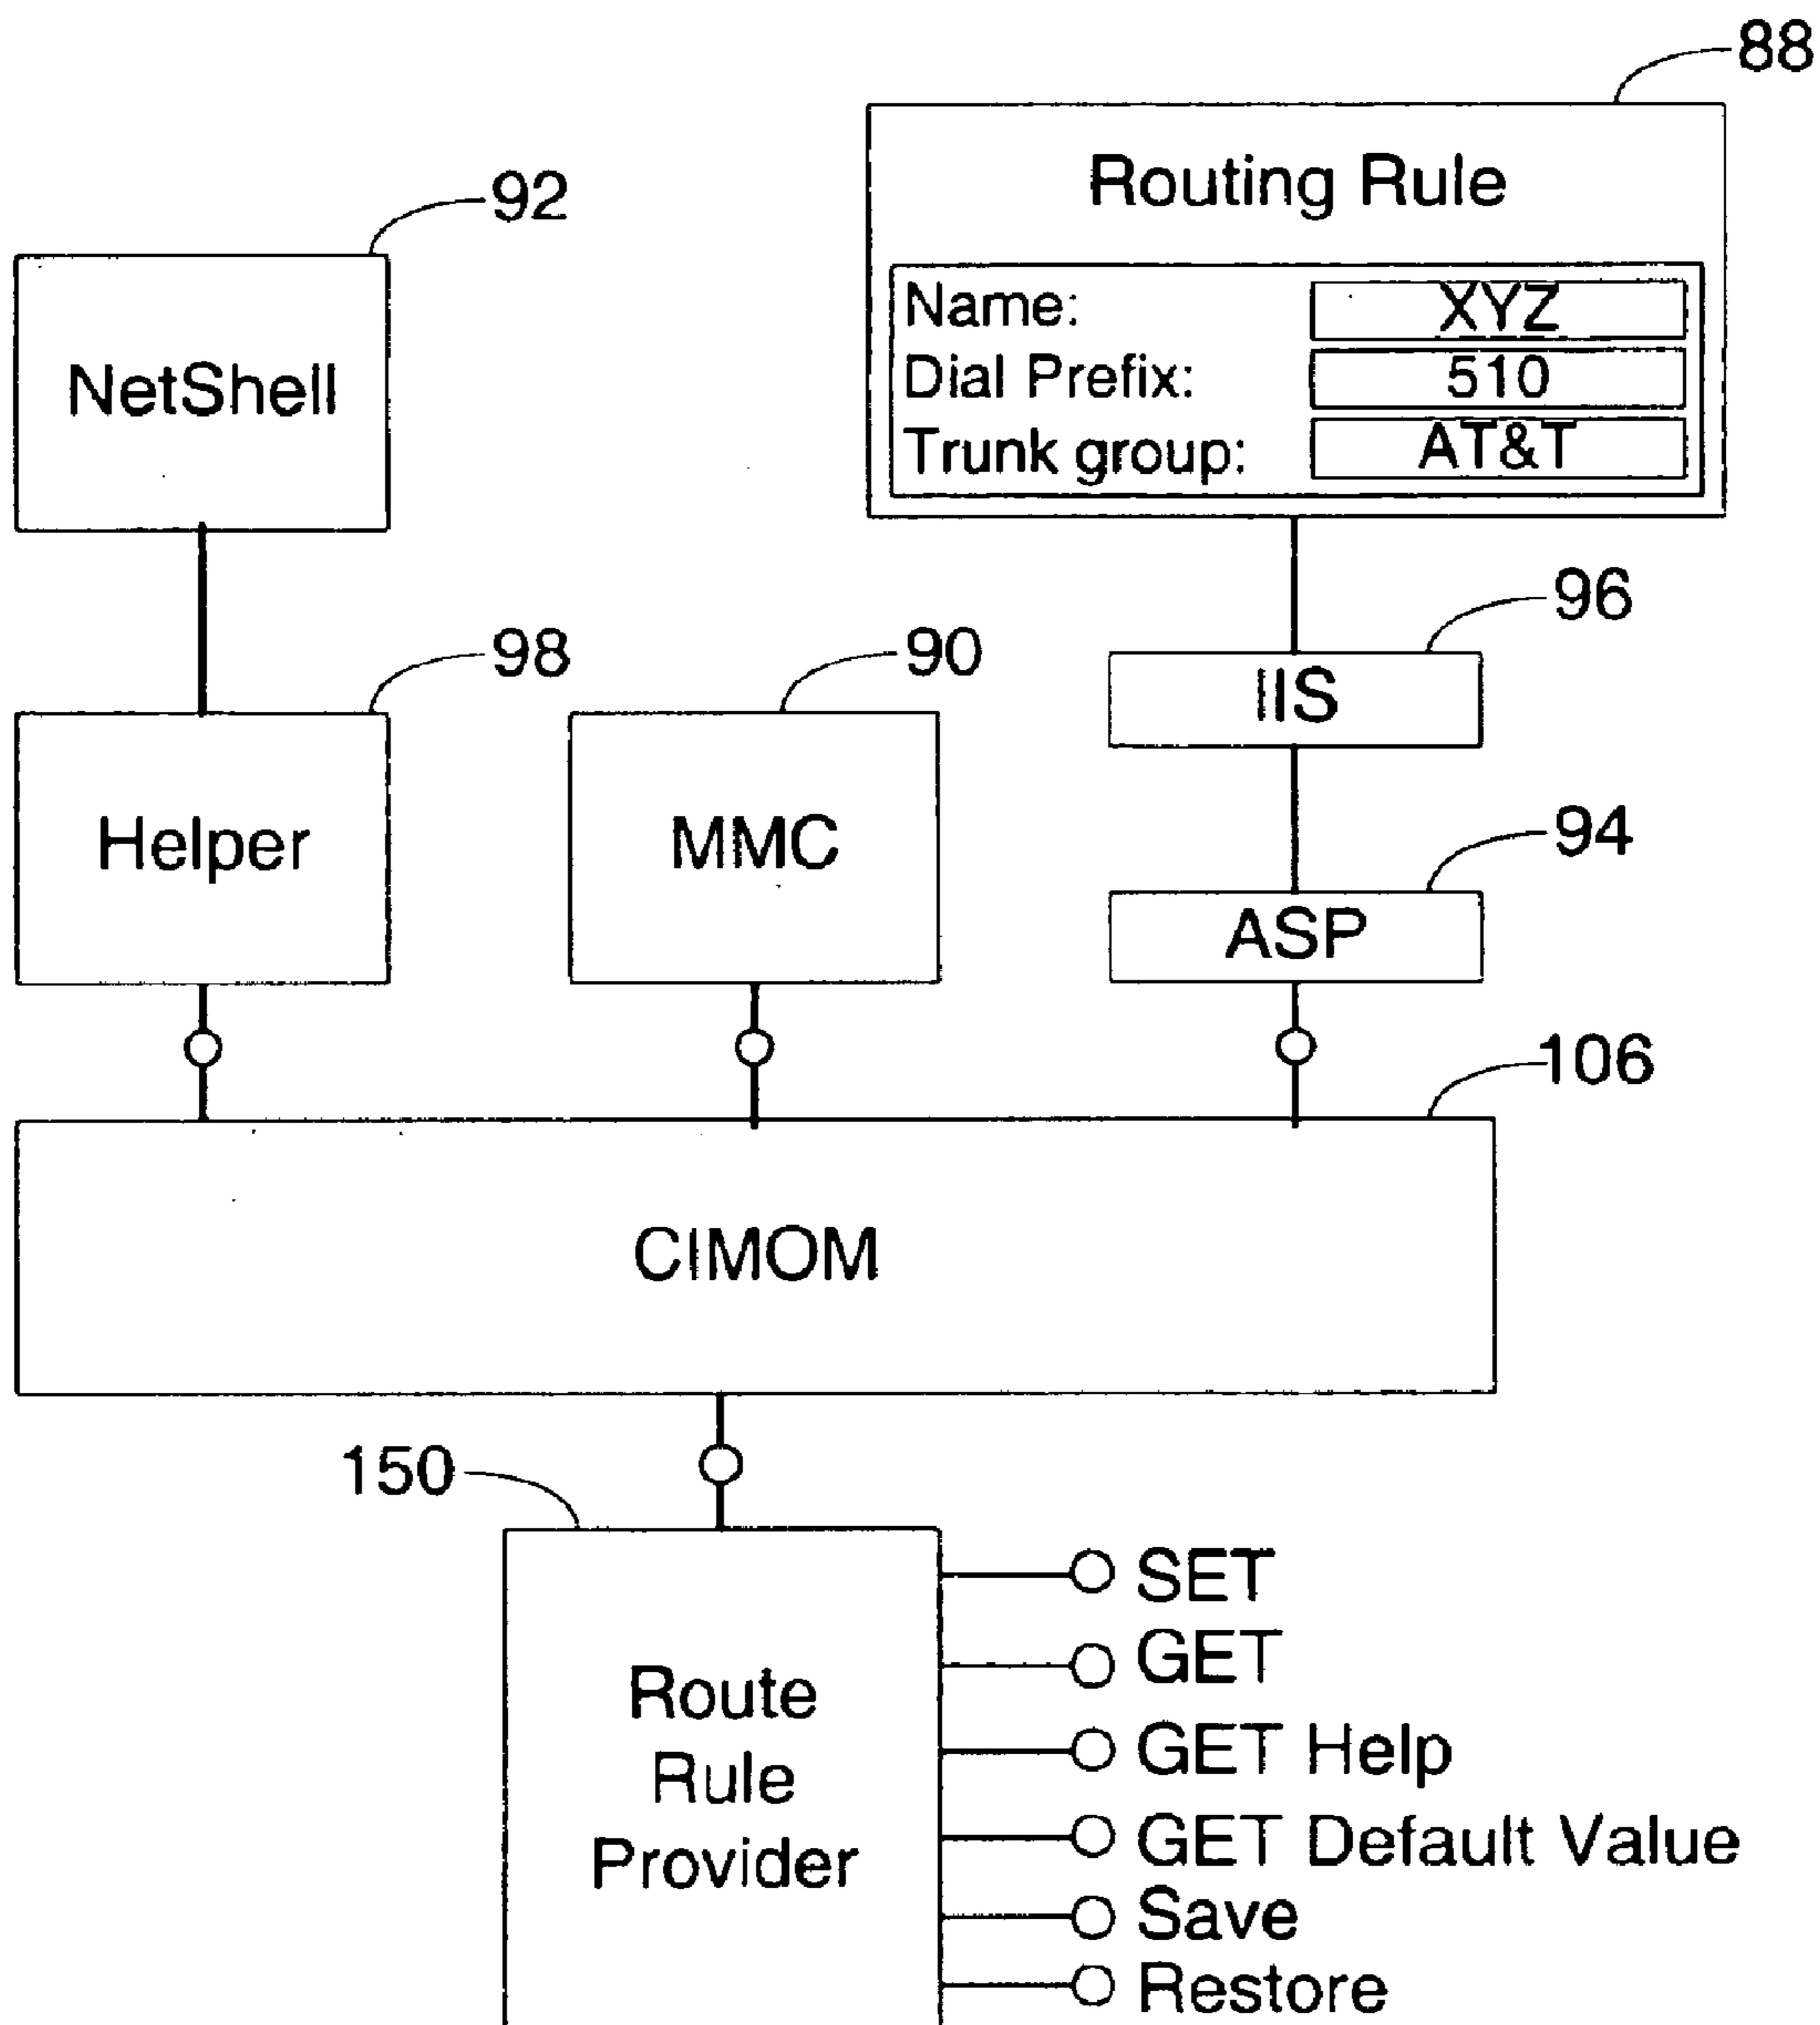 88
Routing Rule
92
Name: XYZ
Dial Prefix: 510
Trunk group: AT&T
NetShell
96
IIS
98
90
Helper
MMC
94
ASP
106
CIMOM
150
Route
Rule
Provider
SET
GET
GET Help
GET Default Value
Save
Restore